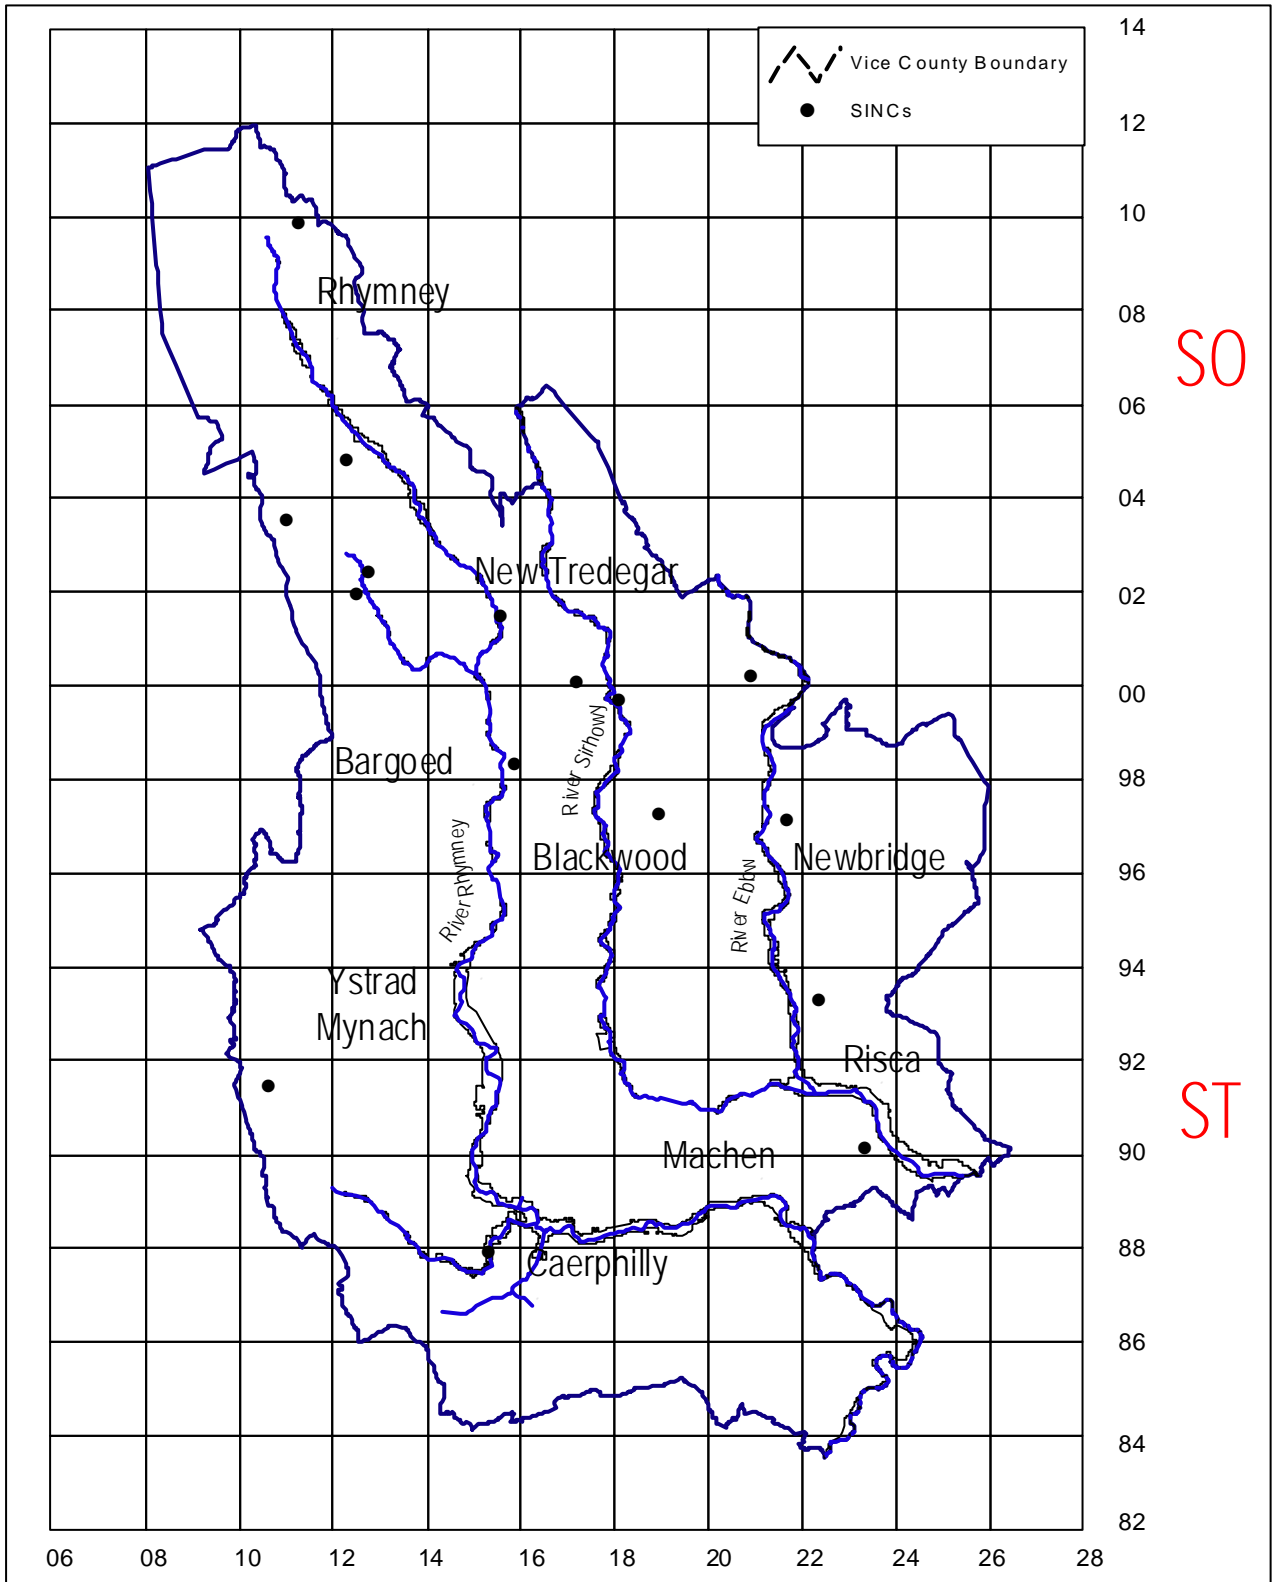 14
Vice County Boundary
SINCs
12
10
Rhymney
08
SO
06
04
New Tredegar
02
00
River Sirhowy
Bargoed
98
River Rhymney
Blackwood
Newbridge
96
River Ebbw
94
Ystrad
Mynach
Risca
92
ST
Machen
90
Caerphilly
88
86
84
82
06 08 10 12 14 16 18 20 22 24 26 28